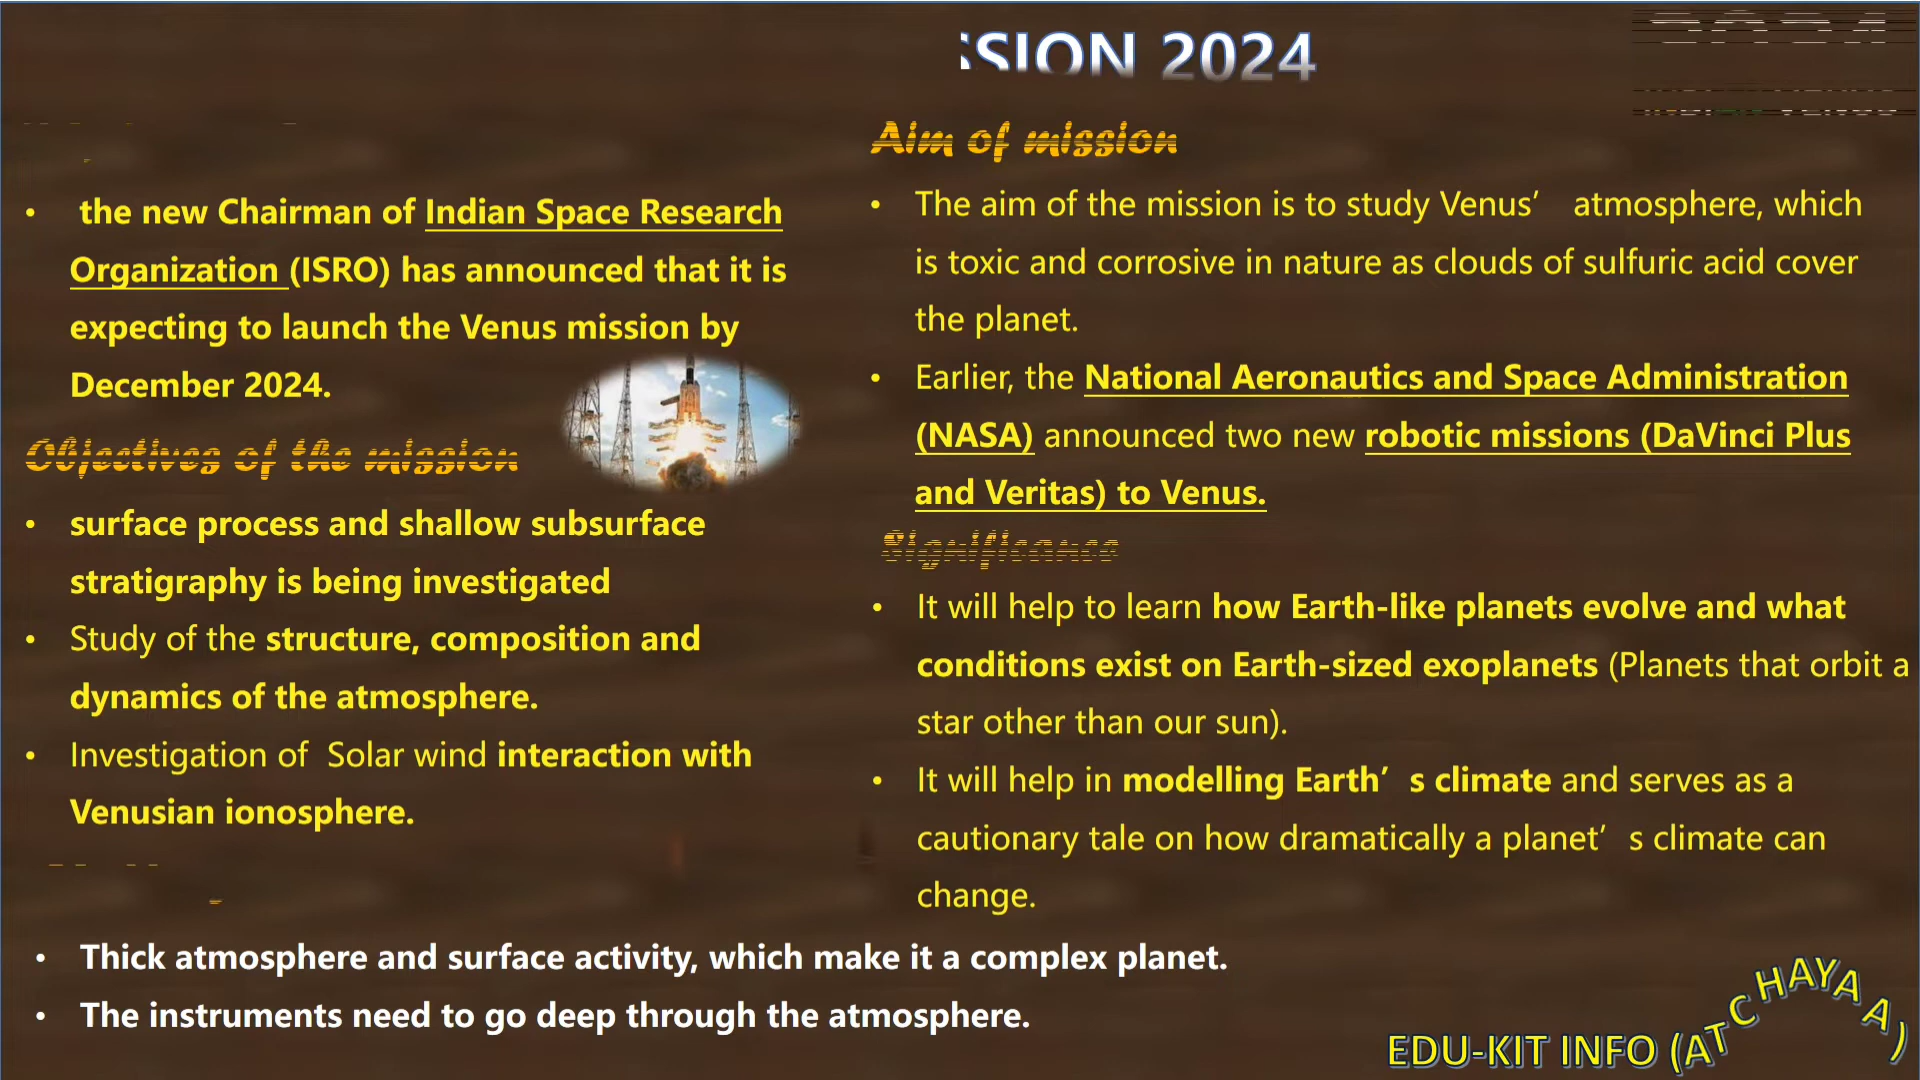 SION 2024
the new Chairman of Indian Space Research
Organization (ISRO) has announced that it is
expecting to launch the Venus mission by
December 2024.
Objectives of the mission
• surface process and shallow subsurface
stratigraphy is being investigated
• Study of the structure, composition and
dynamics of the atmosphere.
• Investigation of Solar wind interaction with
Venusian ionosphere.
• Thick atmosphere and surface activity, which make it a complex planet.
• The instruments need to go deep through the atmosphere.
Aim of mission
• The aim of the mission is to study Venus’ atmosphere, which
is toxic and corrosive in nature as clouds of sulfuric acid cover
the planet.
• Earlier, the National Aeronautics and Space Administration
(NASA) announced two new robotic missions (DaVinci Plus
and Veritas) to Venus.
Significance
• It will help to learn how Earth-like planets evolve and what
conditions exist on Earth-sized exoplanets (Planets that orbit a
star other than our sun).
• It will help in modelling Earth’ s climate and serves as a
cautionary tale on how dramatically a planet’ s climate can
change.
EDU-KIT INFO (ATCHAYA A)